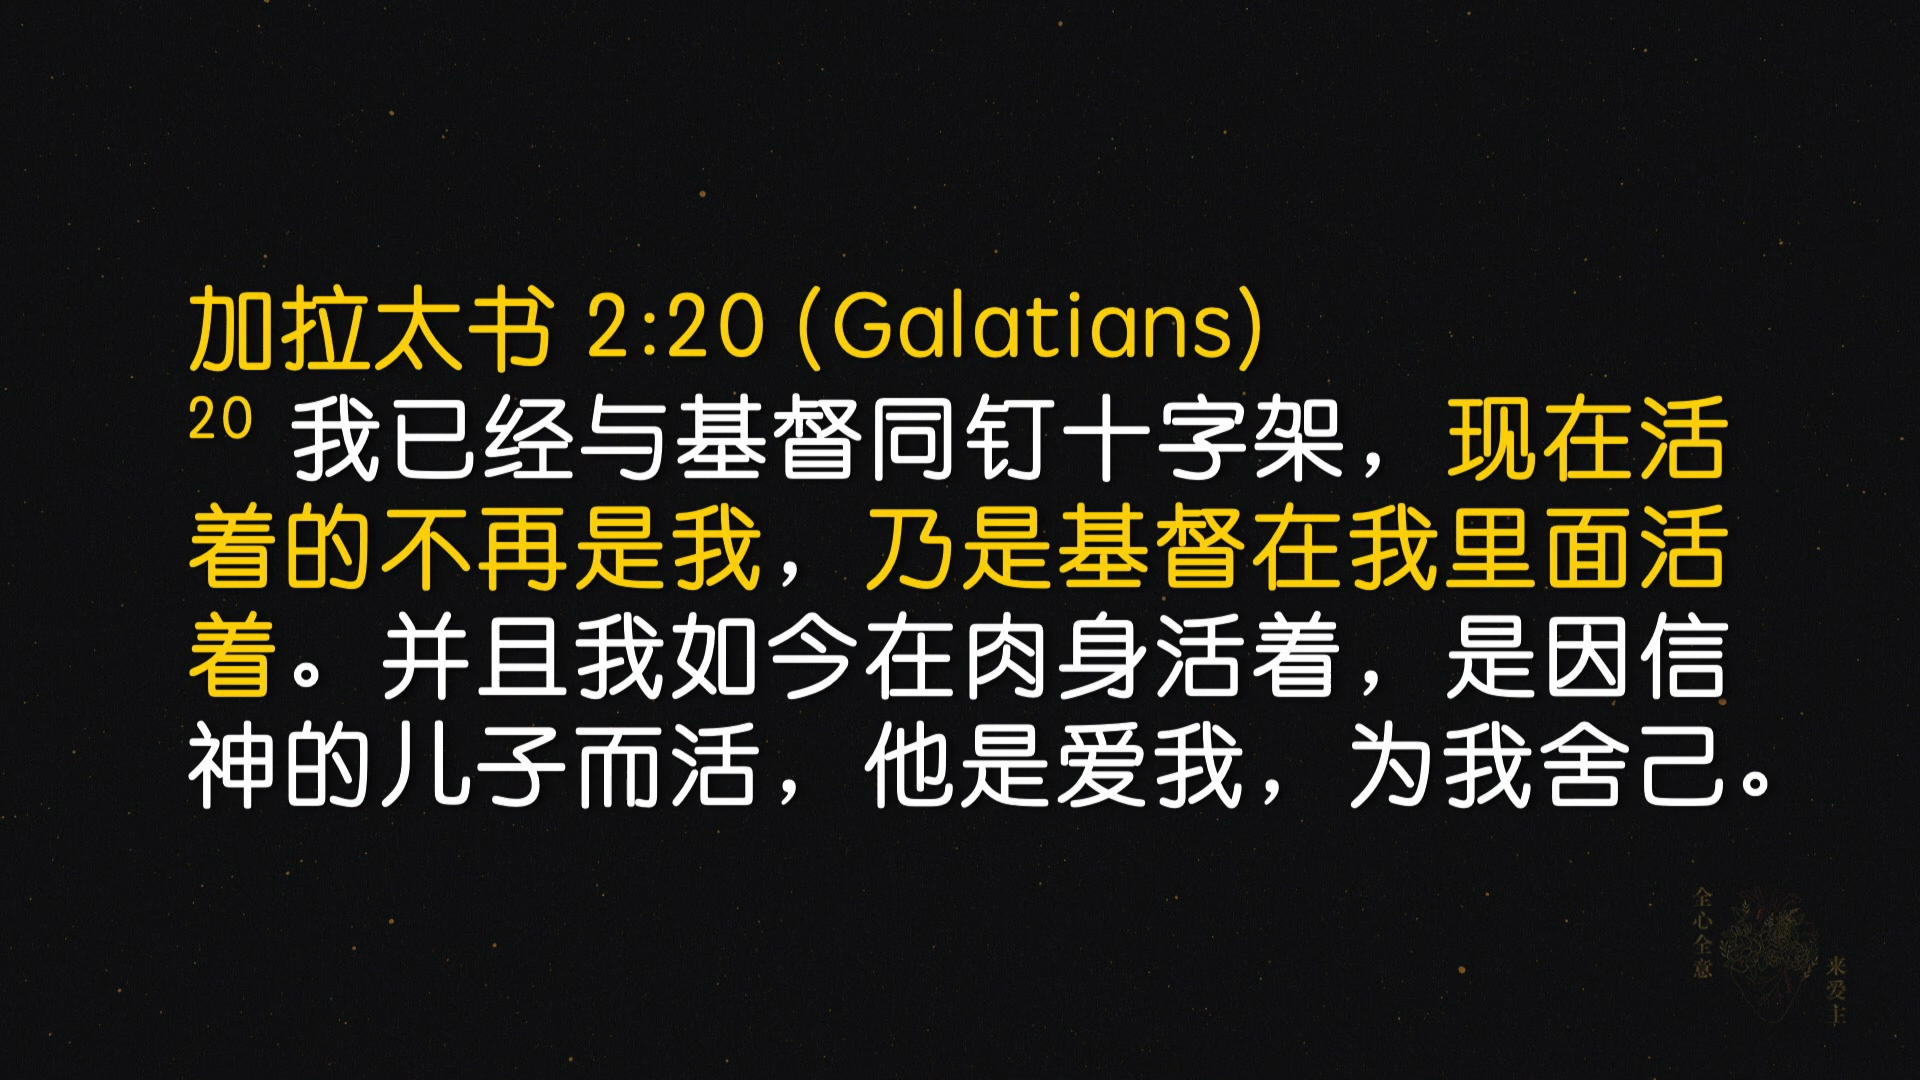 加拉太书 2:20 (Galatians)
20 我已经与基督同钉十字架，现在活
着的不再是我，乃是基督在我里面活
着。并且我如今在肉身活着，是因信
神的儿子而活，他是爱我，为我舍己。
全心全意
来爱主